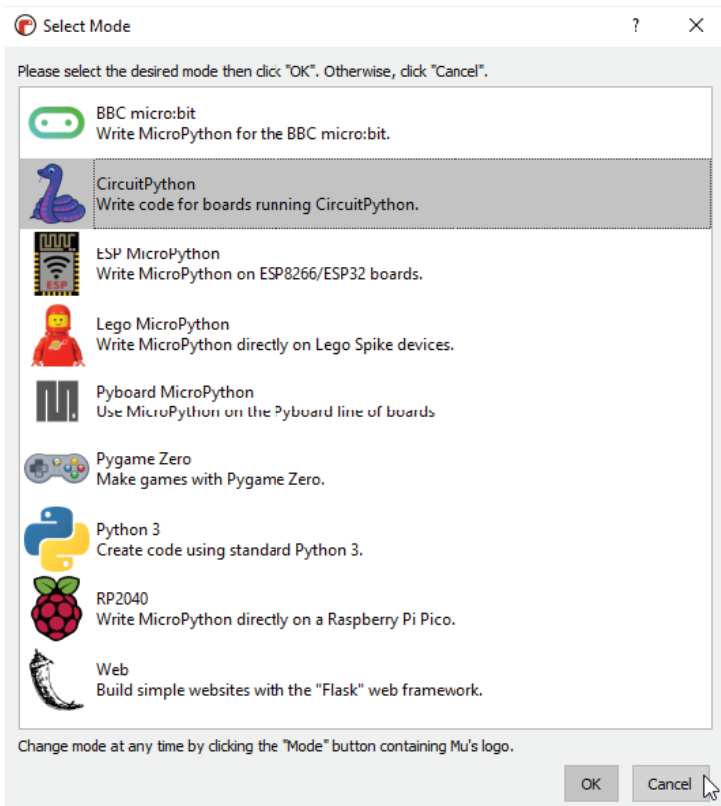 Select Mode
?
Please select the desired mode then click "OK". Otherwise, click "Cancel".
BBC micro:bit
Write MicroPython for the BBC micro:bit.
CircuitPython
Write code for boards running CircuitPython.
ESP
ESP MicroPython
Write MicroPython on ESP8266/ESP32 boards.
Lego MicroPython
Write MicroPython directly on Lego Spike devices.
Pyboard MicroPython
Use MicroPython on the Pyboard line of boards
Pygame Zero
Make games with Pygame Zero.
Python 3
Create code using standard Python 3.
RP2040
Write MicroPython directly on a Raspberry Pi Pico.
Web
Build simple websites with the "Flask" web framework.
Change mode at any time by clicking the "Mode" button containing Mu's logo.
OK
Cancel